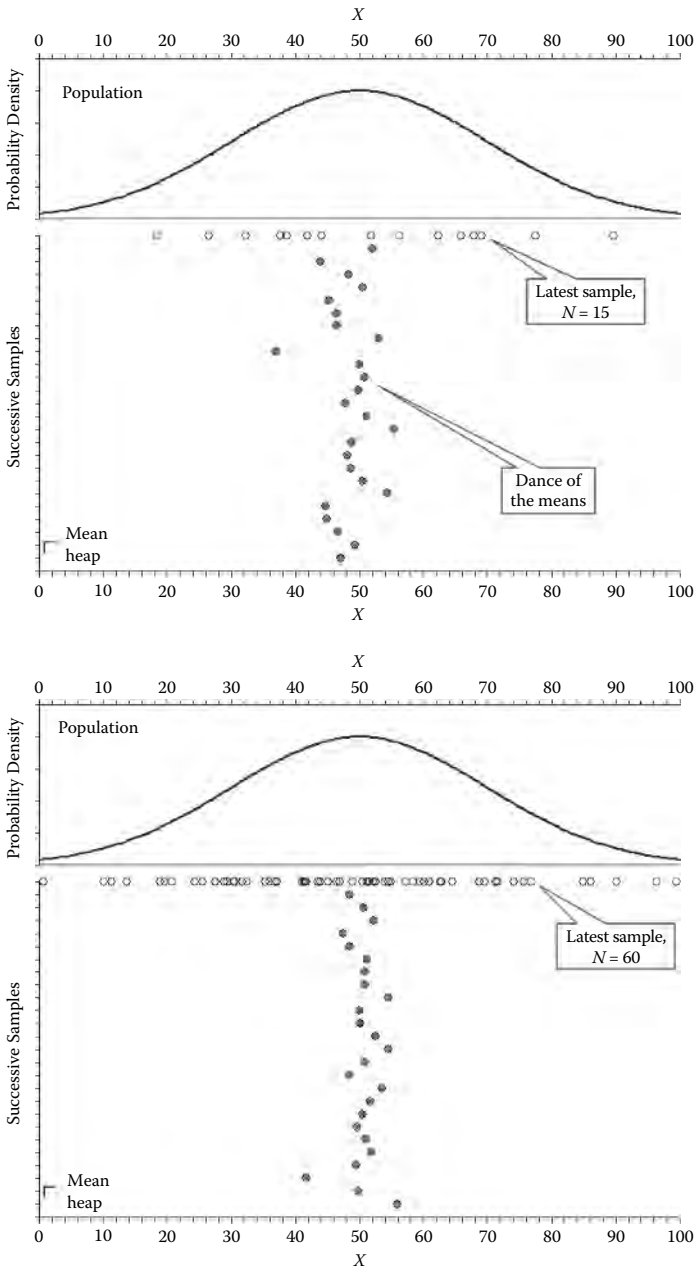 X
0 10 20 30 40 50 60 70 80 90 100
Probability Density
Population
Successive Samples
Latest sample,
N = 15
Dance of
the means
Mean
heap
0 10 20 30 40 50 60 70 80 90 100
X
X
0 10 20 30 40 50 60 70 80 90 100
Probability Density
Population
Successive Samples
Latest sample,
N = 60
Mean
heap
0 10 20 30 40 50 60 70 80 90 100
X